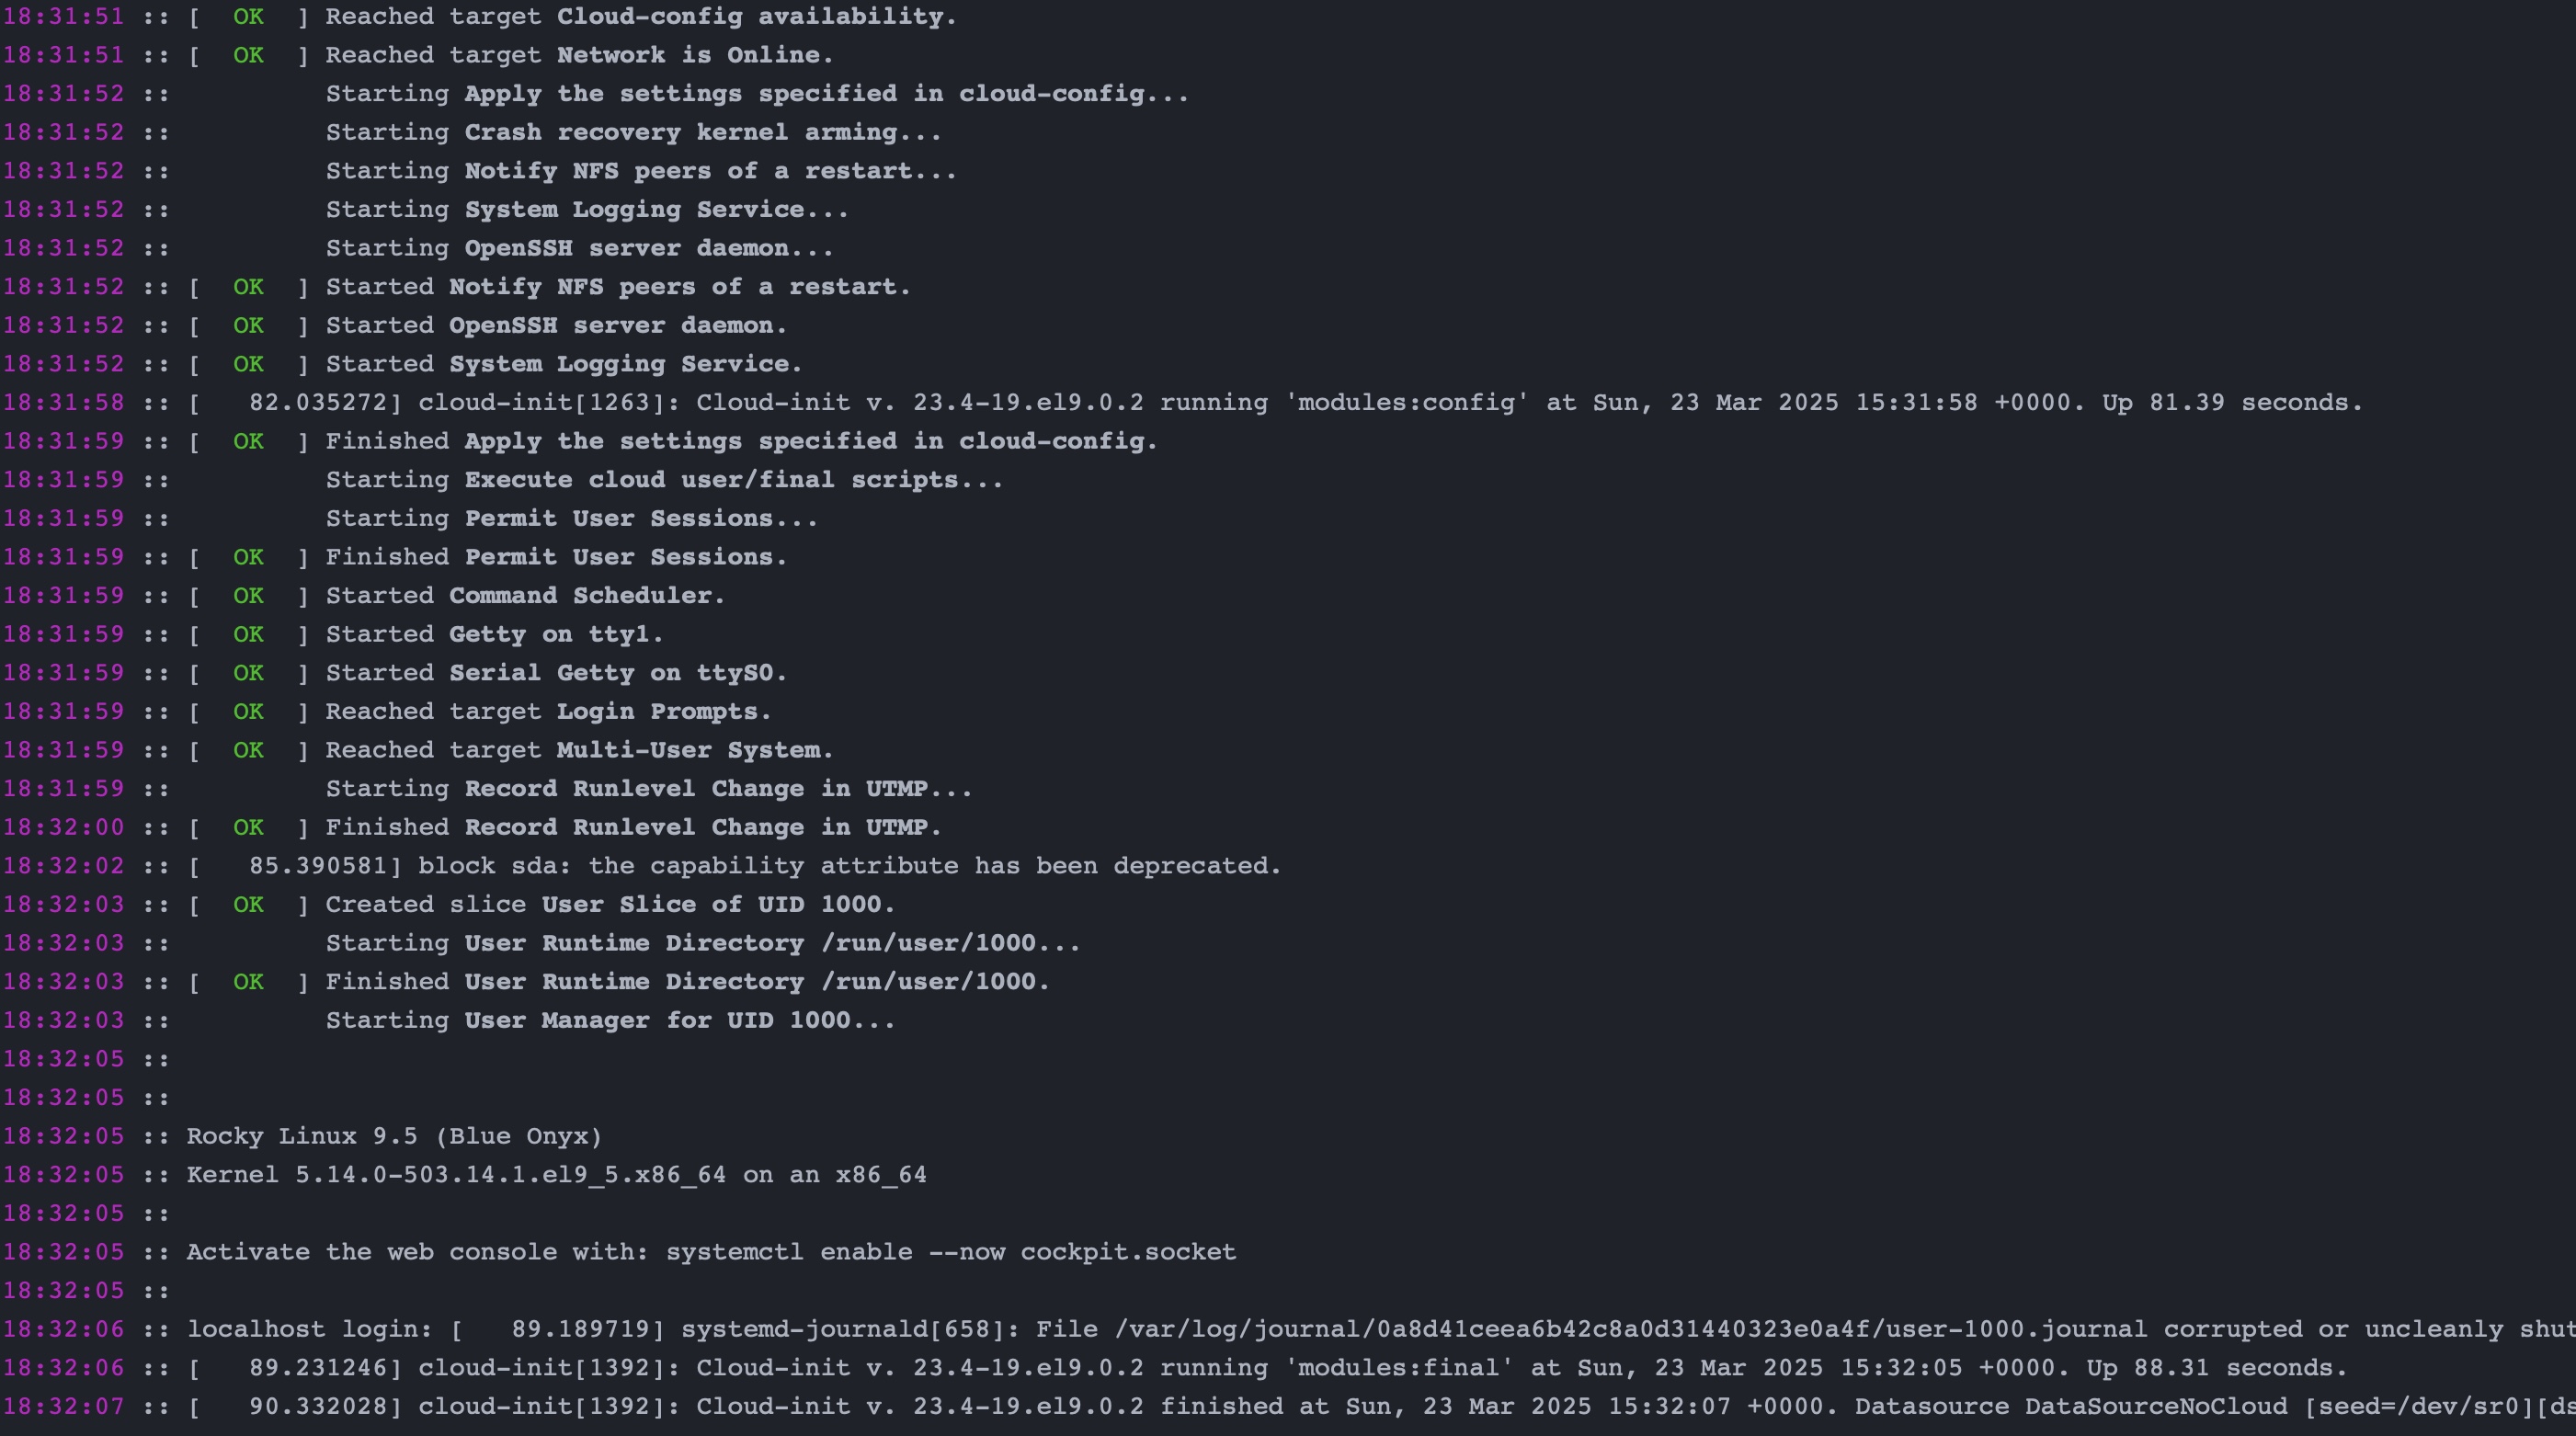 18:31:51 :: [  OK  ] Reached target Cloud-config availability.
18:31:51 :: [  OK  ] Reached target Network is Online.
18:31:52 ::          Starting Apply the settings specified in cloud-config...
18:31:52 ::          Starting Crash recovery kernel arming...
18:31:52 ::          Starting Notify NFS peers of a restart...
18:31:52 ::          Starting System Logging Service...
18:31:52 ::          Starting OpenSSH server daemon...
18:31:52 :: [  OK  ] Started Notify NFS peers of a restart.
18:31:52 :: [  OK  ] Started OpenSSH server daemon.
18:31:52 :: [  OK  ] Started System Logging Service.
18:31:58 :: [   82.035272] cloud-init[1263]: Cloud-init v. 23.4-19.el9.0.2 running 'modules:config' at Sun, 23 Mar 2025 15:31:58 +0000. Up 81.39 seconds.
18:31:59 :: [  OK  ] Finished Apply the settings specified in cloud-config.
18:31:59 ::          Starting Execute cloud user/final scripts...
18:31:59 ::          Starting Permit User Sessions...
18:31:59 :: [  OK  ] Finished Permit User Sessions.
18:31:59 :: [  OK  ] Started Command Scheduler.
18:31:59 :: [  OK  ] Started Getty on tty1.
18:31:59 :: [  OK  ] Started Serial Getty on ttyS0.
18:31:59 :: [  OK  ] Reached target Login Prompts.
18:31:59 :: [  OK  ] Reached target Multi-User System.
18:31:59 ::          Starting Record Runlevel Change in UTMP...
18:32:00 :: [  OK  ] Finished Record Runlevel Change in UTMP.
18:32:02 :: [   85.390581] block sda: the capability attribute has been deprecated.
18:32:03 :: [  OK  ] Created slice User Slice of UID 1000.
18:32:03 ::          Starting User Runtime Directory /run/user/1000...
18:32:03 :: [  OK  ] Finished User Runtime Directory /run/user/1000.
18:32:03 ::          Starting User Manager for UID 1000...
18:32:05 ::
18:32:05 ::
18:32:05 :: Rocky Linux 9.5 (Blue Onyx)
18:32:05 :: Kernel 5.14.0-503.14.1.el9_5.x86_64 on an x86_64
18:32:05 ::
18:32:05 :: Activate the web console with: systemctl enable --now cockpit.socket
18:32:05 ::
18:32:06 :: localhost login: [   89.189719] systemd-journald[658]: File /var/log/journal/0a8d41ceea6b42c8a0d31440323e0a4f/user-1000.journal corrupted or uncleanly shut
18:32:06 :: [   89.231246] cloud-init[1392]: Cloud-init v. 23.4-19.el9.0.2 running 'modules:final' at Sun, 23 Mar 2025 15:32:05 +0000. Up 88.31 seconds.
18:32:07 :: [   90.332028] cloud-init[1392]: Cloud-init v. 23.4-19.el9.0.2 finished at Sun, 23 Mar 2025 15:32:07 +0000. Datasource DataSourceNoCloud [seed=/dev/sr0][ds